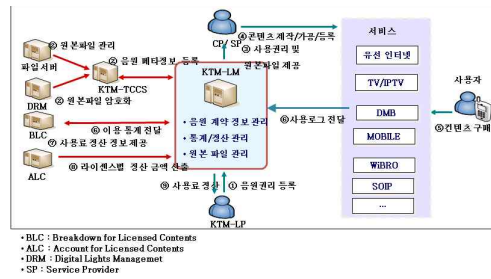 ④콘텐츠 제작/가공/등록
③ 사용권리 및
원본파일 제공
CP/ SP
서비스
② 원본파일 관리
파일서버
② 음원 메타정보 등록
KTM-TCCS
DRM
② 원본파일 암호화
BLC
⑥ 이용 통계 전달
⑦ 사용료 정산 정보 제공
ALC
⑧ 라이센스별 정산 금액 산출
KTM-LM
• 음원 계약 정보 관리
• 통계/정산 관리
• 원본 파일 관리
⑥사용로그 전달
유선 인터넷
TV/IPTV
DMB
MOBILE
WiBRO
SOIP
...
사용자
⑤컨텐츠 구매
⑨ 사용료 정산
① 음원권리 등록
KTM-LP
• BLC : Breakdown for Licensed Contents
• ALC : Account for Licensed Contents
• DRM : Digital Lights Managemet
• SP : Service Provider